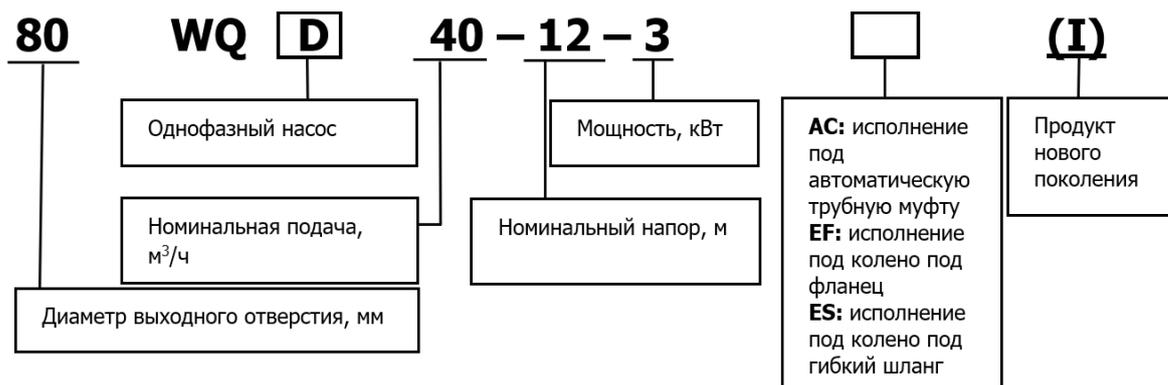 80 WQ D 40 – 12 – 3 (I)
Однофазный насос
Мощность, кВт
Номинальная подача,
м³/ч
Номинальный напор, м
Диаметр выходного отверстия, мм
AC: исполнение
под
автоматическую
трубную муфту
EF: исполнение
под колено под
фланец
ES: исполнение
под колено под
гибкий шланг
Продукт
нового
поколения